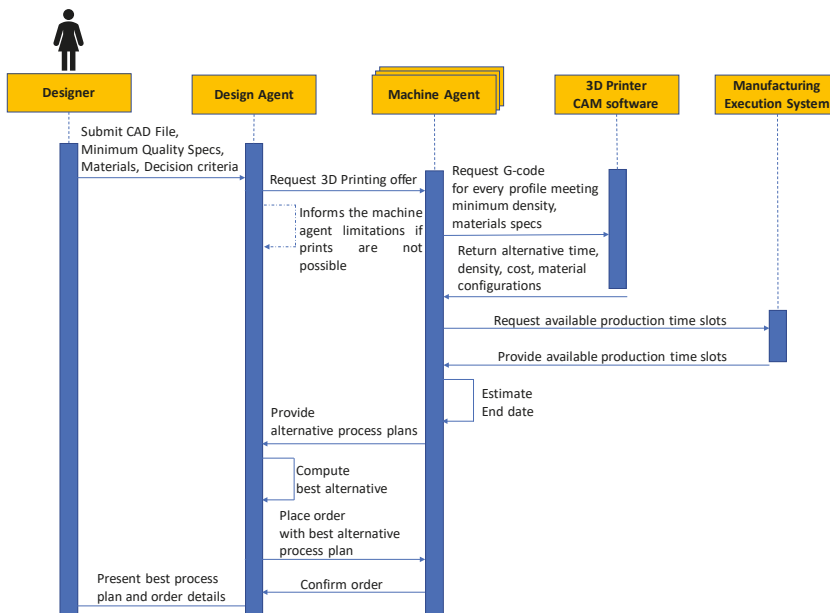 Designer
Design Agent
Machine Agent
3D Printer
CAM software
Manufacturing
Execution System
Submit CAD File,
Minimum Quality Specs,
Materials, Decision criteria
Request 3D Printing offer
Informs the machine
agent limitations if
prints are not
possible
Request G-code
for every profile meeting
minimum density,
materials specs
Return alternative time,
density, cost, material
configurations
Request available production time slots
Provide available production time slots
Estimate
End date
Provide
alternative process plans
Compute
best alternative
Place order
with best alternative
process plan
Confirm order
Present best process
plan and order details